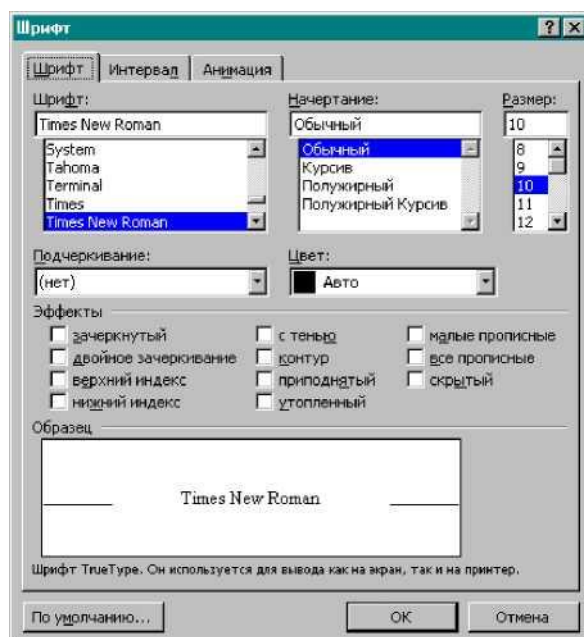 Шрифт
Шрифт Интервал Анимация
Шрифт: Начертание: Размер:
Times New Roman Обычный 10
System Обычный 8
Tahoma Курсив 9
Terminal Полужирный 10
Times Полужирный Курсив 11
Times New Roman 12
Подчеркивание: Цвет:
(нет) Авто
Эффекты
зачеркнутый с тенью малые прописные
двойное зачеркивание контур все прописные
верхний индекс приподнятый скрытый
нижний индекс утопленный
Образец
Times New Roman
Шрифт TrueType. Он используется для вывода как на экран, так и на принтер.
По умолчанию... OK Отмена